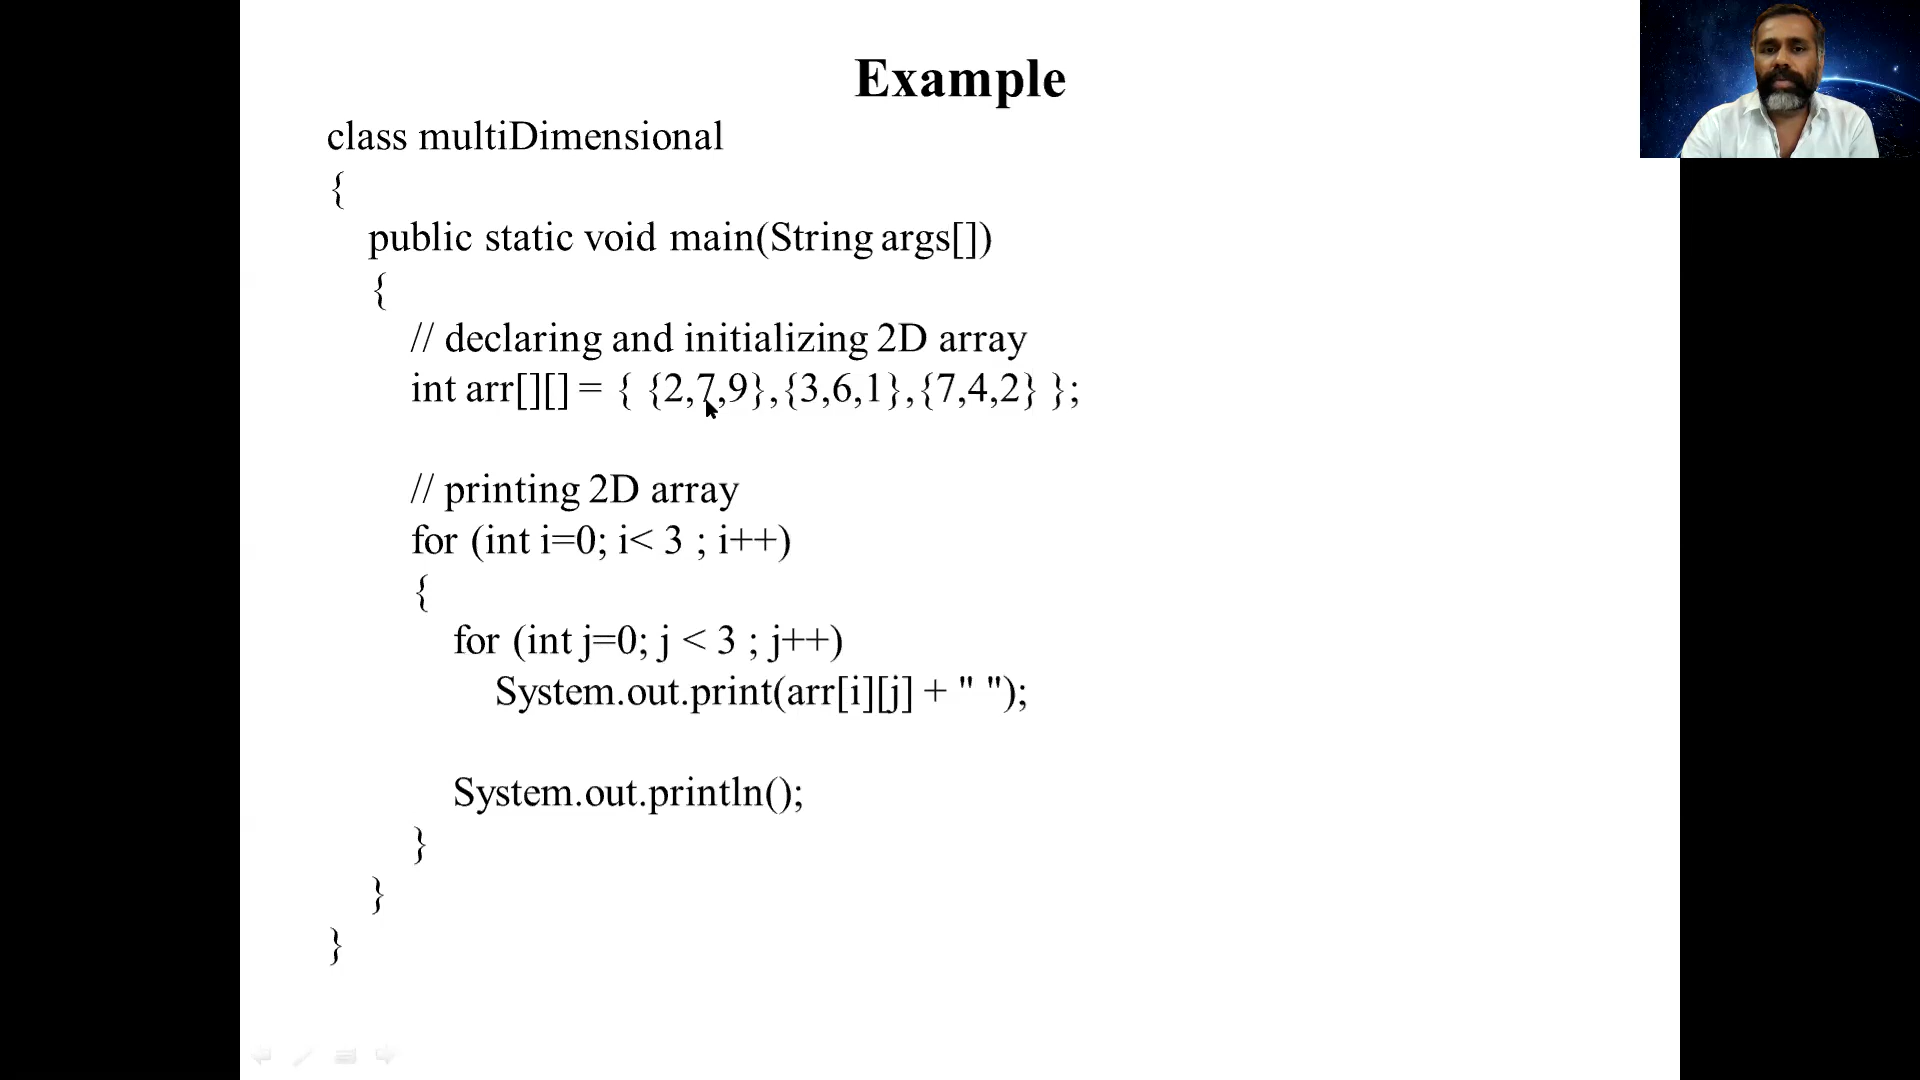 Example
class multiDimensional
{
public static void main(String args[])
{
// declaring and initializing 2D array
int arr[][] = { {2,7,9},{3,6,1},{7,4,2} };
// printing 2D array
for (int i=0; i< 3 ; i++)
{
for (int j=0; j < 3 ; j++)
System.out.print(arr[i][j] + " ");
System.out.println();
}
}
}